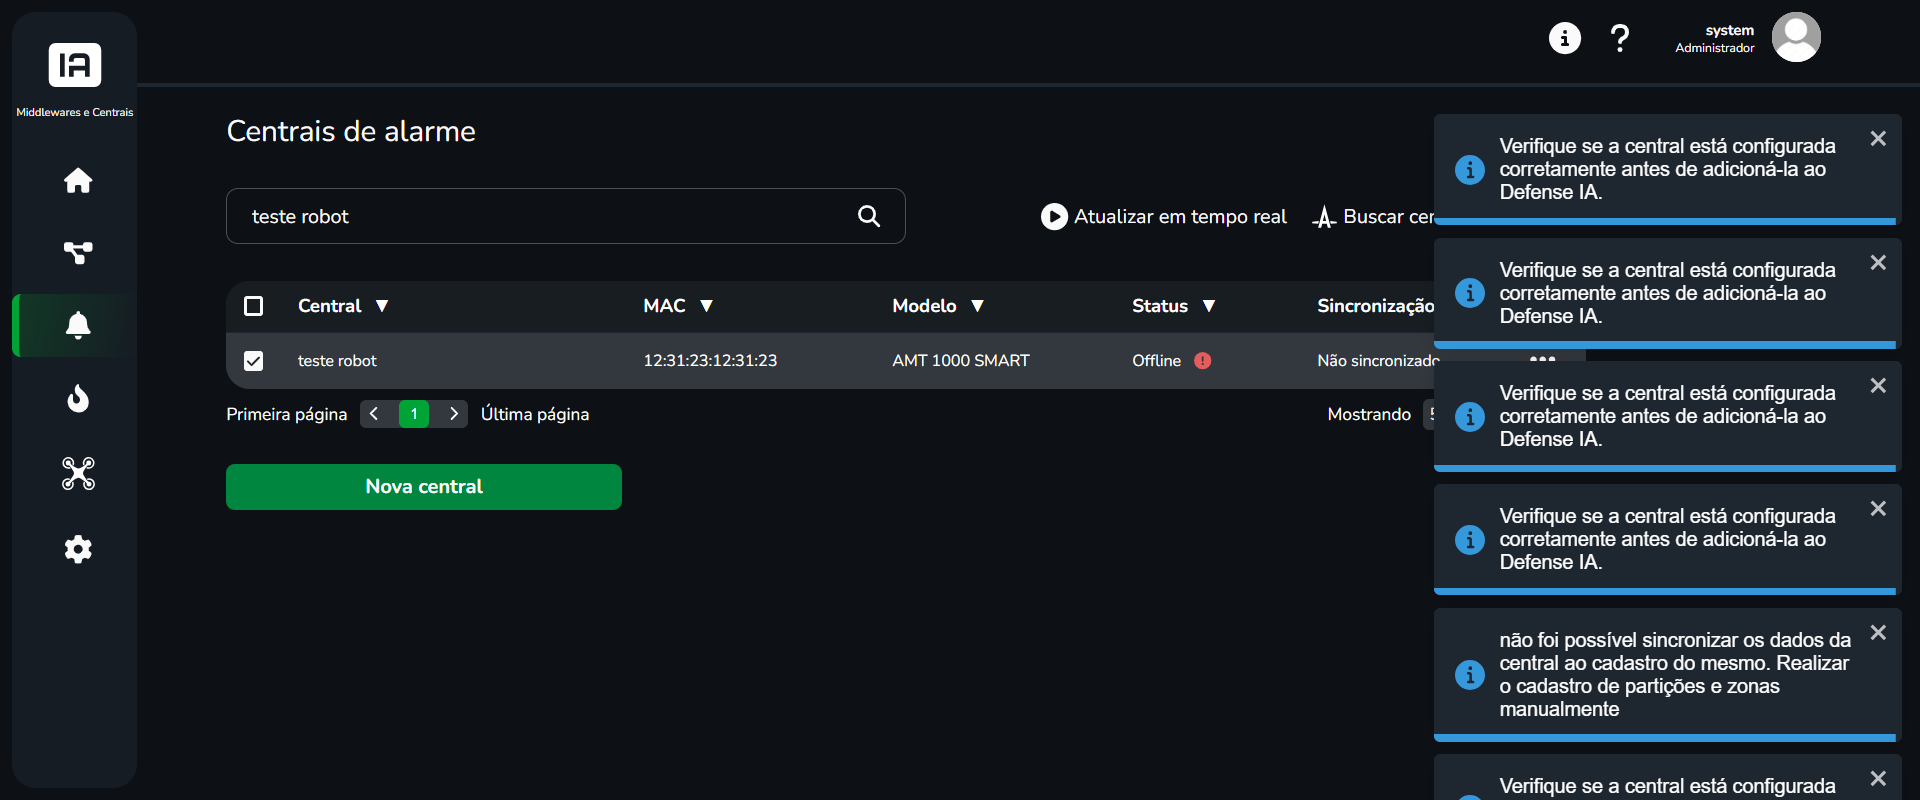 IA
Middlewares e Centrais
system
Administrador
Centrais de alarme
teste robot
Atualizar em tempo real
Buscar cer
Central ▼ MAC ▼ Modelo ▼ Status ▼ Sincronização
teste robot 12:31:23:12:31:23 AMT 1000 SMART Offline Não sincronizado
Primeira página < 1 > Última página
Mostrando
Nova central
Verifique se a central está configurada
corretamente antes de adicioná-la ao
Defense IA.
Verifique se a central está configurada
corretamente antes de adicioná-la ao
Defense IA.
Verifique se a central está configurada
corretamente antes de adicioná-la ao
Defense IA.
Verifique se a central está configurada
corretamente antes de adicioná-la ao
Defense IA.
não foi possível sincronizar os dados da
central ao cadastro do mesmo. Realizar
o cadastro de partições e zonas
manualmente
Verifique se a central está configurada